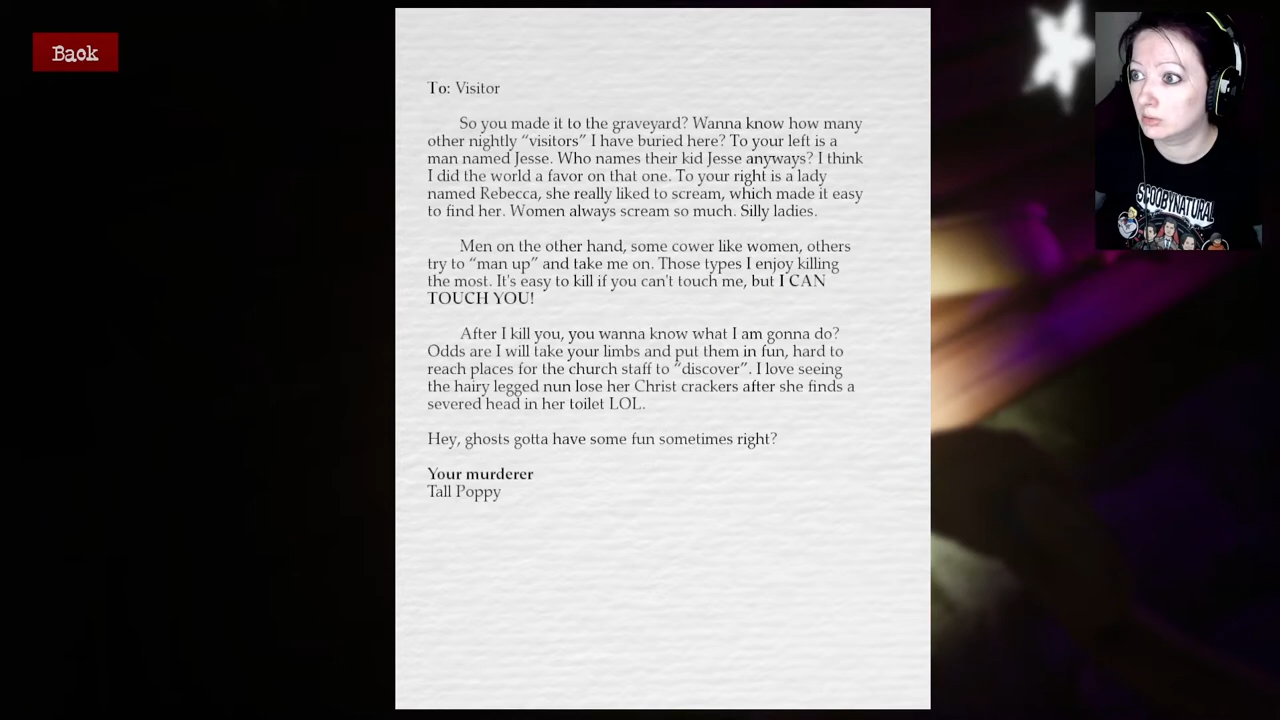 Back
To: Visitor
So you made it to the graveyard? Wanna know how many
other nightly “visitors” I have buried here? To your left is a
man named Jesse. Who names their kid Jesse anyways? I think
I did the world a favor on that one. To your right is a lady
named Rebecca, she really liked to scream, which made it easy
to find her. Women always scream so much. Silly ladies.
Men on the other hand, some cower like women, others
try to “man up” and take me on. Those types I enjoy killing
the most. It's easy to kill if you can't touch me, but I CAN
TOUCH YOU!
After I kill you, you wanna know what I am gonna do?
Odds are I will take your limbs and put them in fun, hard to
reach places for the church staff to “discover”. I love seeing
the hairy legged nun lose her Christ crackers after she finds a
severed head in her toilet LOL.
Hey, ghosts gotta have some fun sometimes right?
Your murderer
Tall Poppy
SCOOBYNATURAL